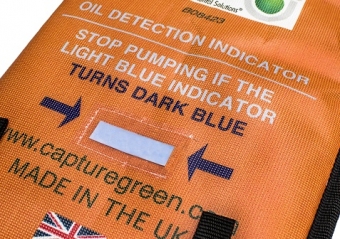 Solutions®
B06423
OIL DETECTION INDICATOR
STOP PUMPING IF THE
LIGHT BLUE INDICATOR
TURNS DARK BLUE
www.capturegreen.c
MADE IN THE UK